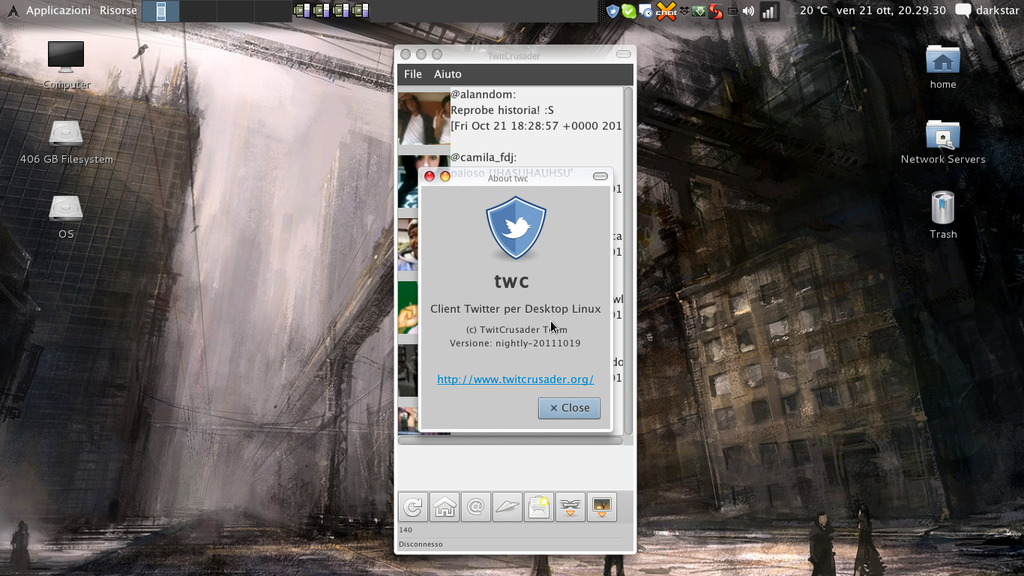 Applicazioni Risorse
20 °C ven 21 ott, 20.29.30 darkstar
Computer
406 GB Filesystem
OS
home
Network Servers
Trash
TwitCrusader
File Aiuto
@alanndom:
Reprobe historia! :S
[Fri Oct 21 18:28:57 +0000 201
@camila_fdj:
paioso UHASUHAUHSU'
About twc
twc
Client Twitter per Desktop Linux
(c) TwitCrusader Team
Versione: nightly-20111019
http://www.twitcrusader.org/
× Close
140
Disconnesso